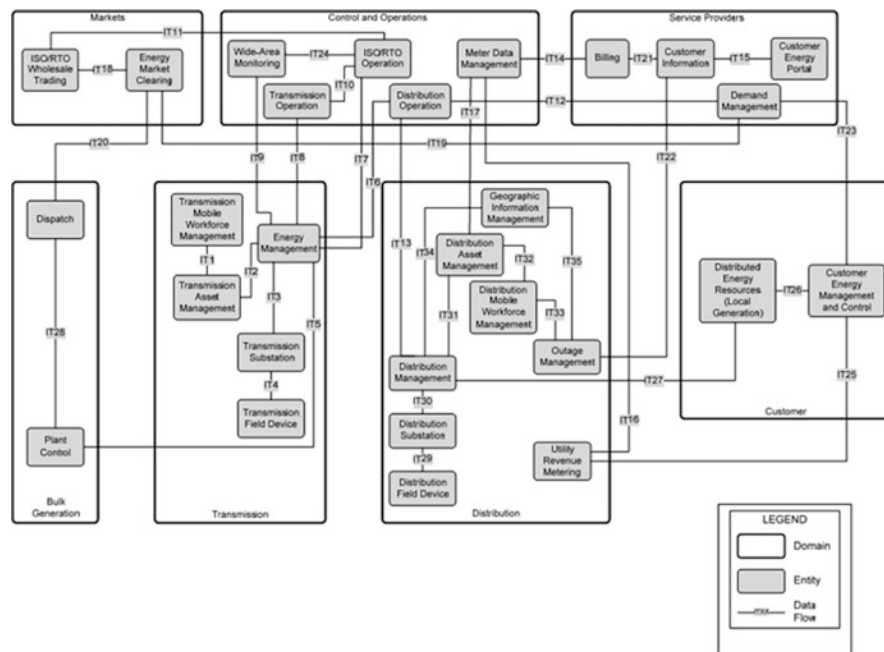 Markets
Control and Operations
Service Providers
IT11
ISO/RTO
Wholesale
Trading
IT18
Energy
Market
Clearing
Wide-Area
Monitoring
IT24
ISO/RTO
Operation
IT10
Transmission
Operation
Meter Data
Management
Distribution
Operation
IT14
Billing
IT21
Customer
Information
IT15
Customer
Energy
Portal
IT17
IT12
Demand
Management
IT20
IT9
IT8
IT7
IT6
IT19
IT22
IT23
Dispatch
IT28
Plant
Control
Bulk
Generation
Transmission
Mobile
Workforce
Management
IT1
Transmission
Asset
Management
IT2
Energy
Management
IT3
IT5
Transmission
Substation
IT4
Transmission
Field Device
Transmission
Geographic
Information
Management
IT13
IT34
Distribution
Asset
Management
IT32
IT35
Distribution
Mobile
Workforce
Management
IT31
IT33
Outage
Management
Distribution
Management
IT30
Distribution
Substation
IT29
Distribution
Field Device
IT16
Utility
Revenue
Metering
Distribution
IT27
Distributed
Energy
Resources
(Local
Generation)
IT26
Customer
Energy
Management
and Control
IT25
Customer
LEGEND
Domain
Entity
Data
Flow